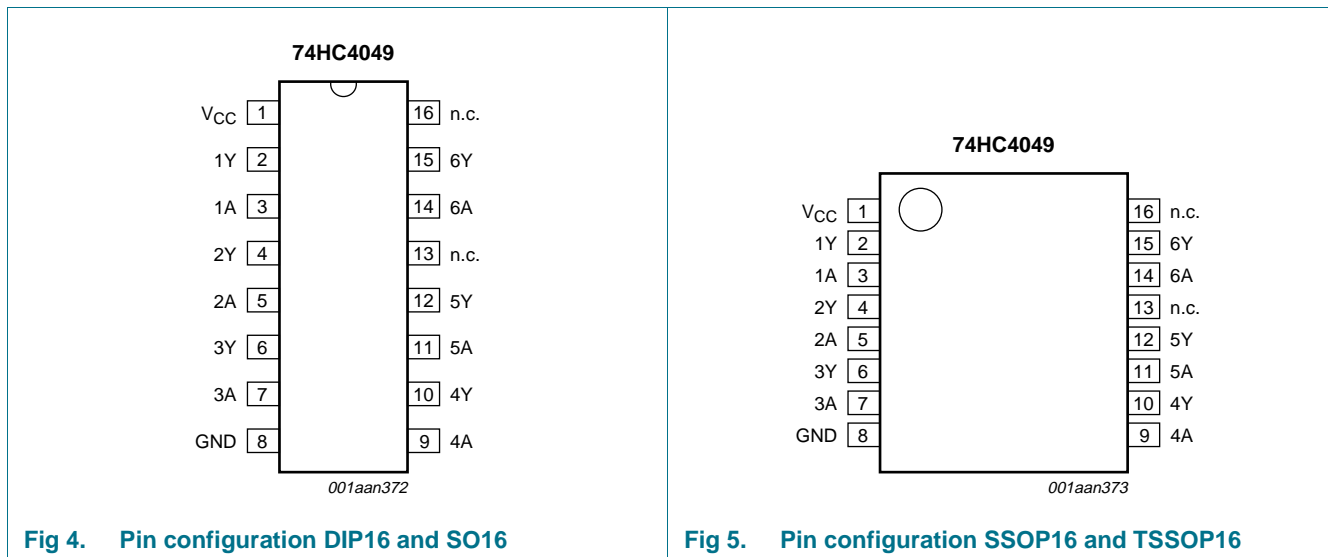 74HC4049
VCC 1 16 n.c.
1Y 2 15 6Y
1A 3 14 6A
2Y 4 13 n.c.
2A 5 12 5Y
3Y 6 11 5A
3A 7 10 4Y
GND 8 9 4A
001aan372
Fig 4. Pin configuration DIP16 and SO16
74HC4049
VCC 1 16 n.c.
1Y 2 15 6Y
1A 3 14 6A
2Y 4 13 n.c.
2A 5 12 5Y
3Y 6 11 5A
3A 7 10 4Y
GND 8 9 4A
001aan373
Fig 5. Pin configuration SSOP16 and TSSOP16